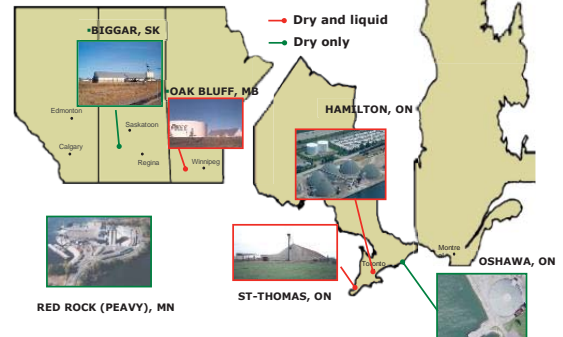 BIGGAR, SK
Dry and liquid
Dry only
OAK BLUFF, MB
HAMILTON, ON
Edmonton
Saskatoon
Calgary
Regina
Winnipeg
Montre
Toronto
OSHAWA, ON
ST-THOMAS, ON
RED ROCK (PEAVY), MN